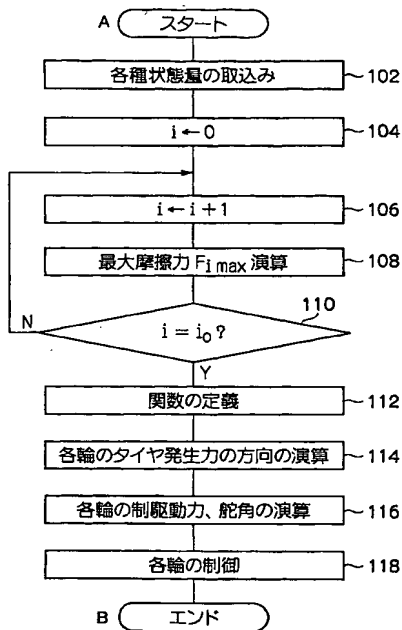 A スタート
各種状態量の取込み 102
i←0 104
i←i+1 106
最大摩擦力 Fi max 演算 108
110
N i=i0? 
Y
関数の定義 112
各輪のタイヤ発生力の方向の演算 114
各輪の制駆動力、舵角の演算 116
各輪の制御 118
B エンド